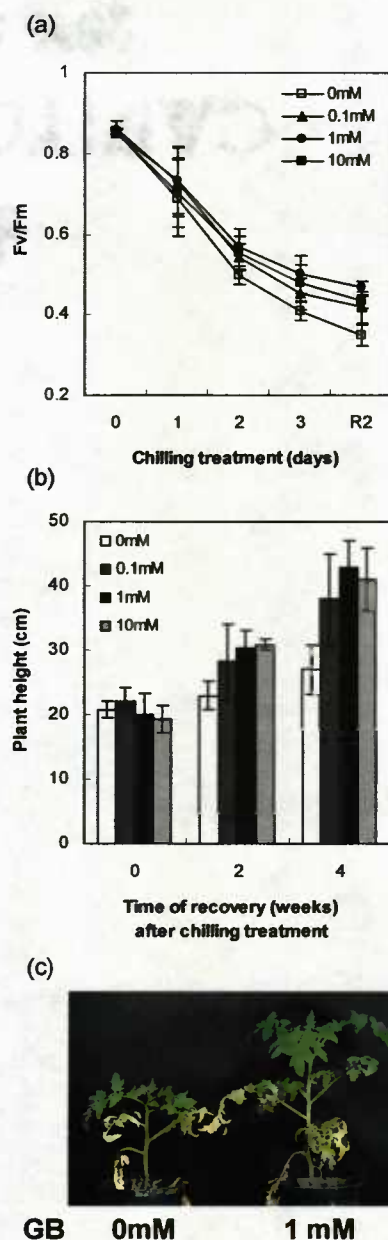 (a)
1
0.8
0.6
0.4
0.2
Fv/Fm
0mM
0.1mM
1mM
10mM
0 1 2 3 R2
Chilling treatment (days)
(b)
50
40
30
20
10
0
Plant height (cm)
0mM
0.1mM
1mM
10mM
0 2 4
Time of recovery (weeks)
after chilling treatment
(c)
GB 0mM 1 mM